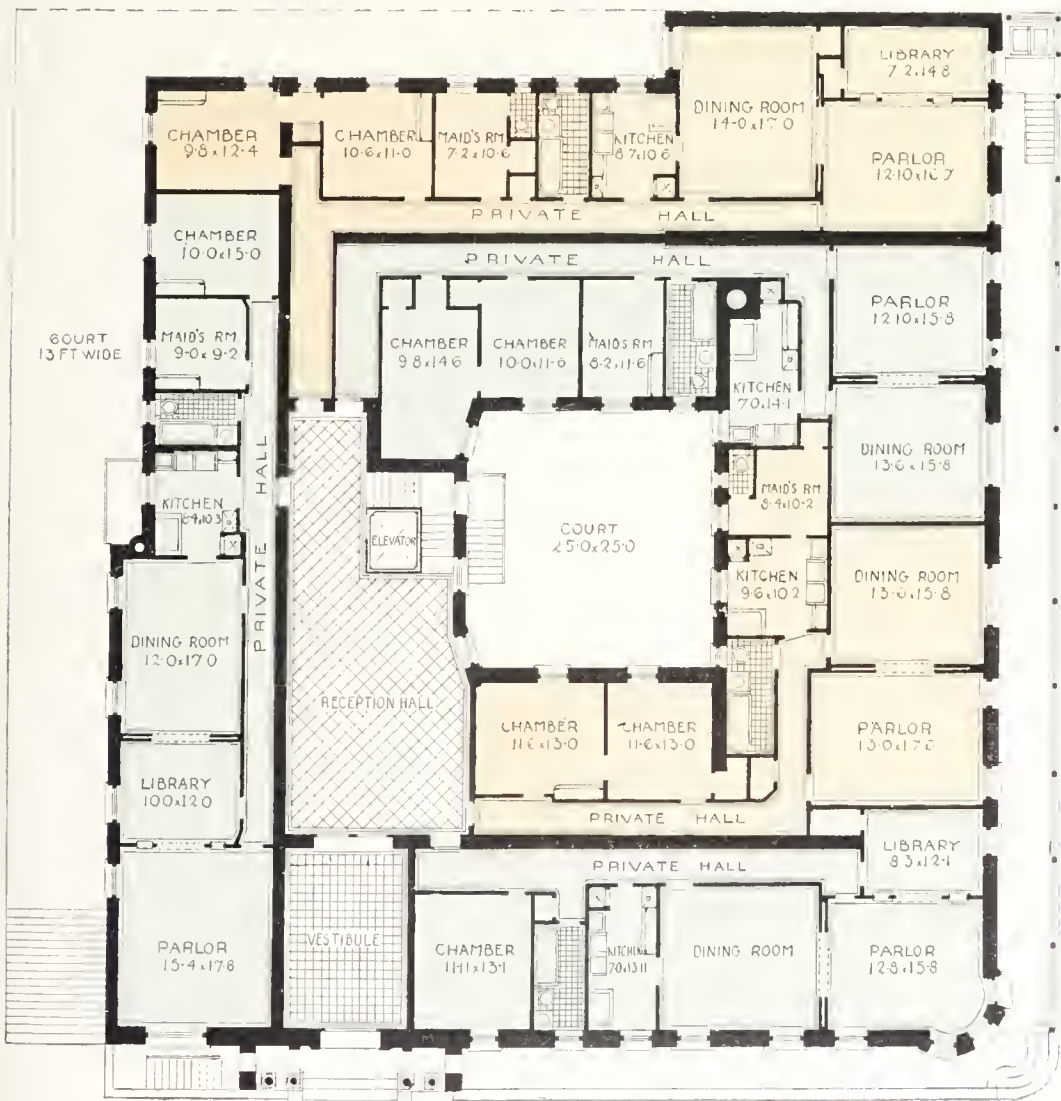 LIBRARY
7-2x14-8
DINING ROOM
14-0x17-0
CHAMBER
9-8x12-4
CHAMBER
10-6x11-0
MAID'S RM
7-2x10-6
KITCHEN
8-7x10-6
PARLOR
12-10x16-7
PRIVATE HALL
CHAMBER
10-0x15-0
PRIVATE HALL
PARLOR
12-10x15-8
COURT
13 FT WIDE
MAID'S RM
9-0x9-2
CHAMBER
9-8x14-6
CHAMBER
10-0x11-6
MAID'S RM
8-2x11-6
KITCHEN
7-0x14-1
DINING ROOM
13-6x15-8
KITCHEN
8-4x10-3
PRIVATE HALL
ELEVATOR
COURT
25-0x25-0
MAID'S RM
8-4x10-2
KITCHEN
9-6x10-2
DINING ROOM
13-6x15-8
DINING ROOM
12-0x17-0
RECEPTION HALL
CHAMBER
11-6x13-0
CHAMBER
11-6x13-0
PARLOR
LIBRARY
10-0x12-0
PRIVATE HALL
LIBRARY
8-3x12-1
PRIVATE HALL
PARLOR
15-4x17-8
VESTIBULE
CHAMBER
11-11x13-1
KITCHEN
7-0x13-11
DINING ROOM
PARLOR
12-8x15-8